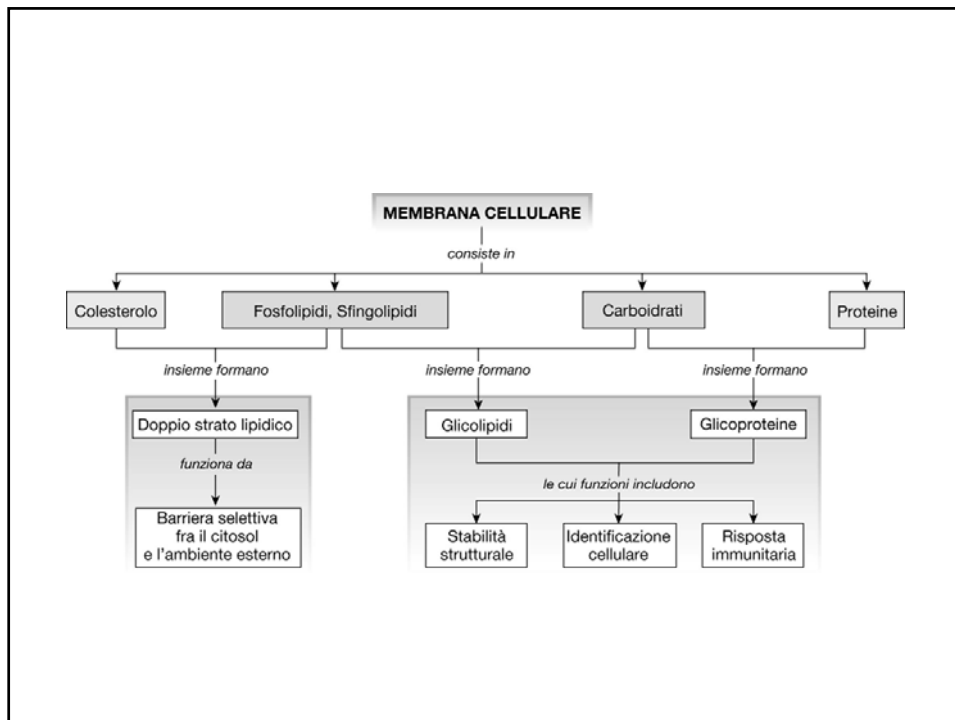 MEMBRANA CELLULARE
consiste in
Colesterolo
Fosfolipidi, Sfingolipidi
Carboidrati
Proteine
insieme formano
insieme formano
insieme formano
Doppio strato lipidico
Glicolipidi
Glicoproteine
funziona da
le cui funzioni includono
Barriera selettiva
fra il citosol
e l'ambiente esterno
Stabilità
strutturale
Identificazione
cellulare
Risposta
immunitaria